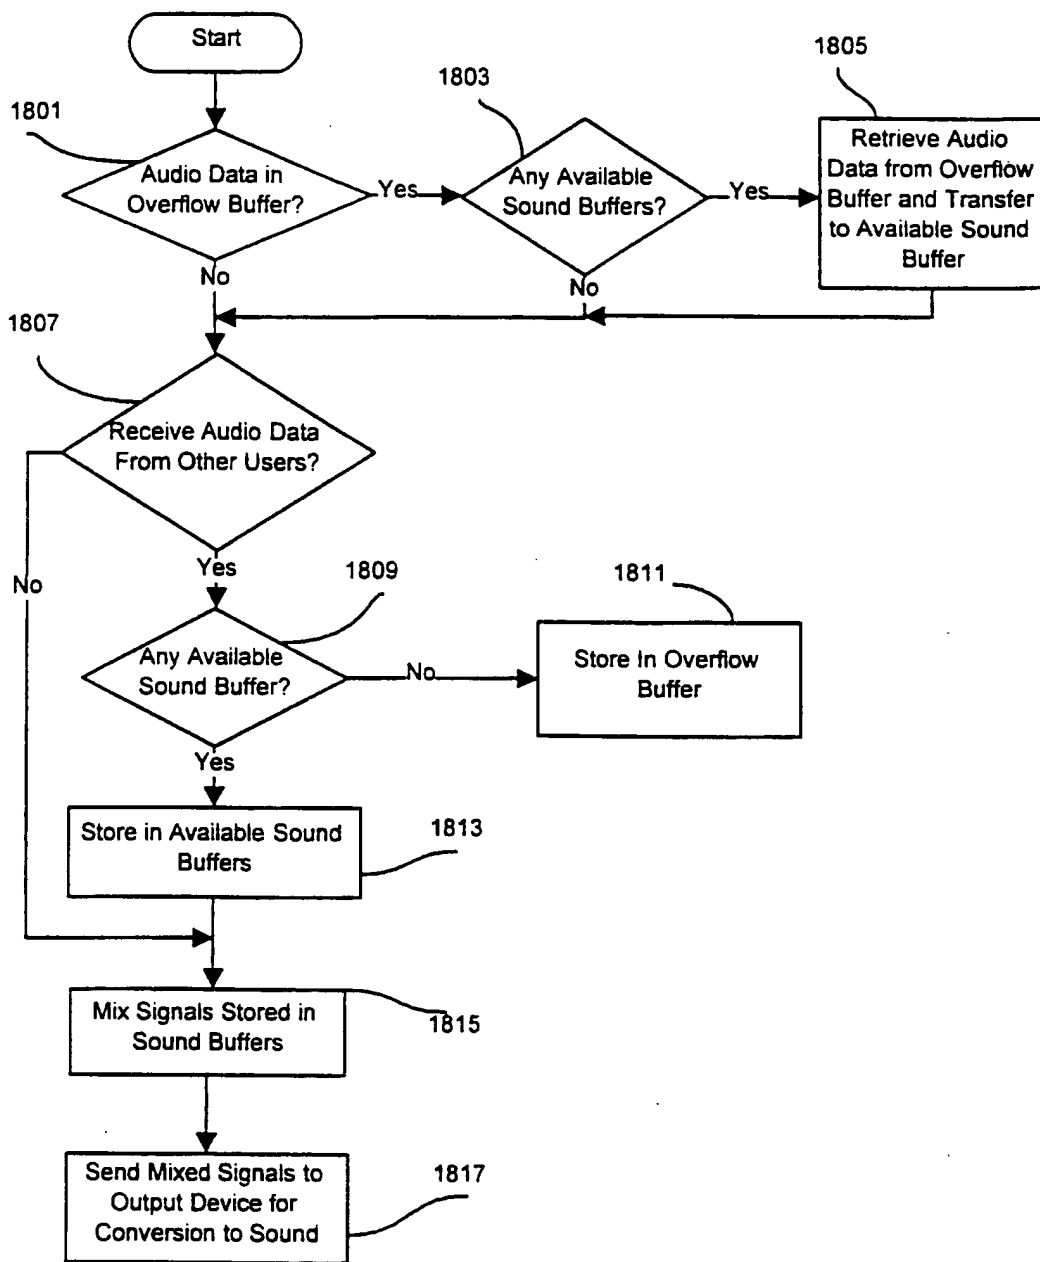 Start
1801
Audio Data in
Overflow Buffer?
Yes
No
1803
Any Available
Sound Buffers?
Yes
No
1805
Retrieve Audio
Data from Overflow
Buffer and Transfer
to Available Sound
Buffer
1807
Receive Audio Data
From Other Users?
No
Yes
1809
Any Available
Sound Buffer?
No
Yes
1811
Store In Overflow
Buffer
Store in Available Sound
Buffers
1813
Mix Signals Stored in
Sound Buffers
1815
Send Mixed Signals to
Output Device for
Conversion to Sound
1817